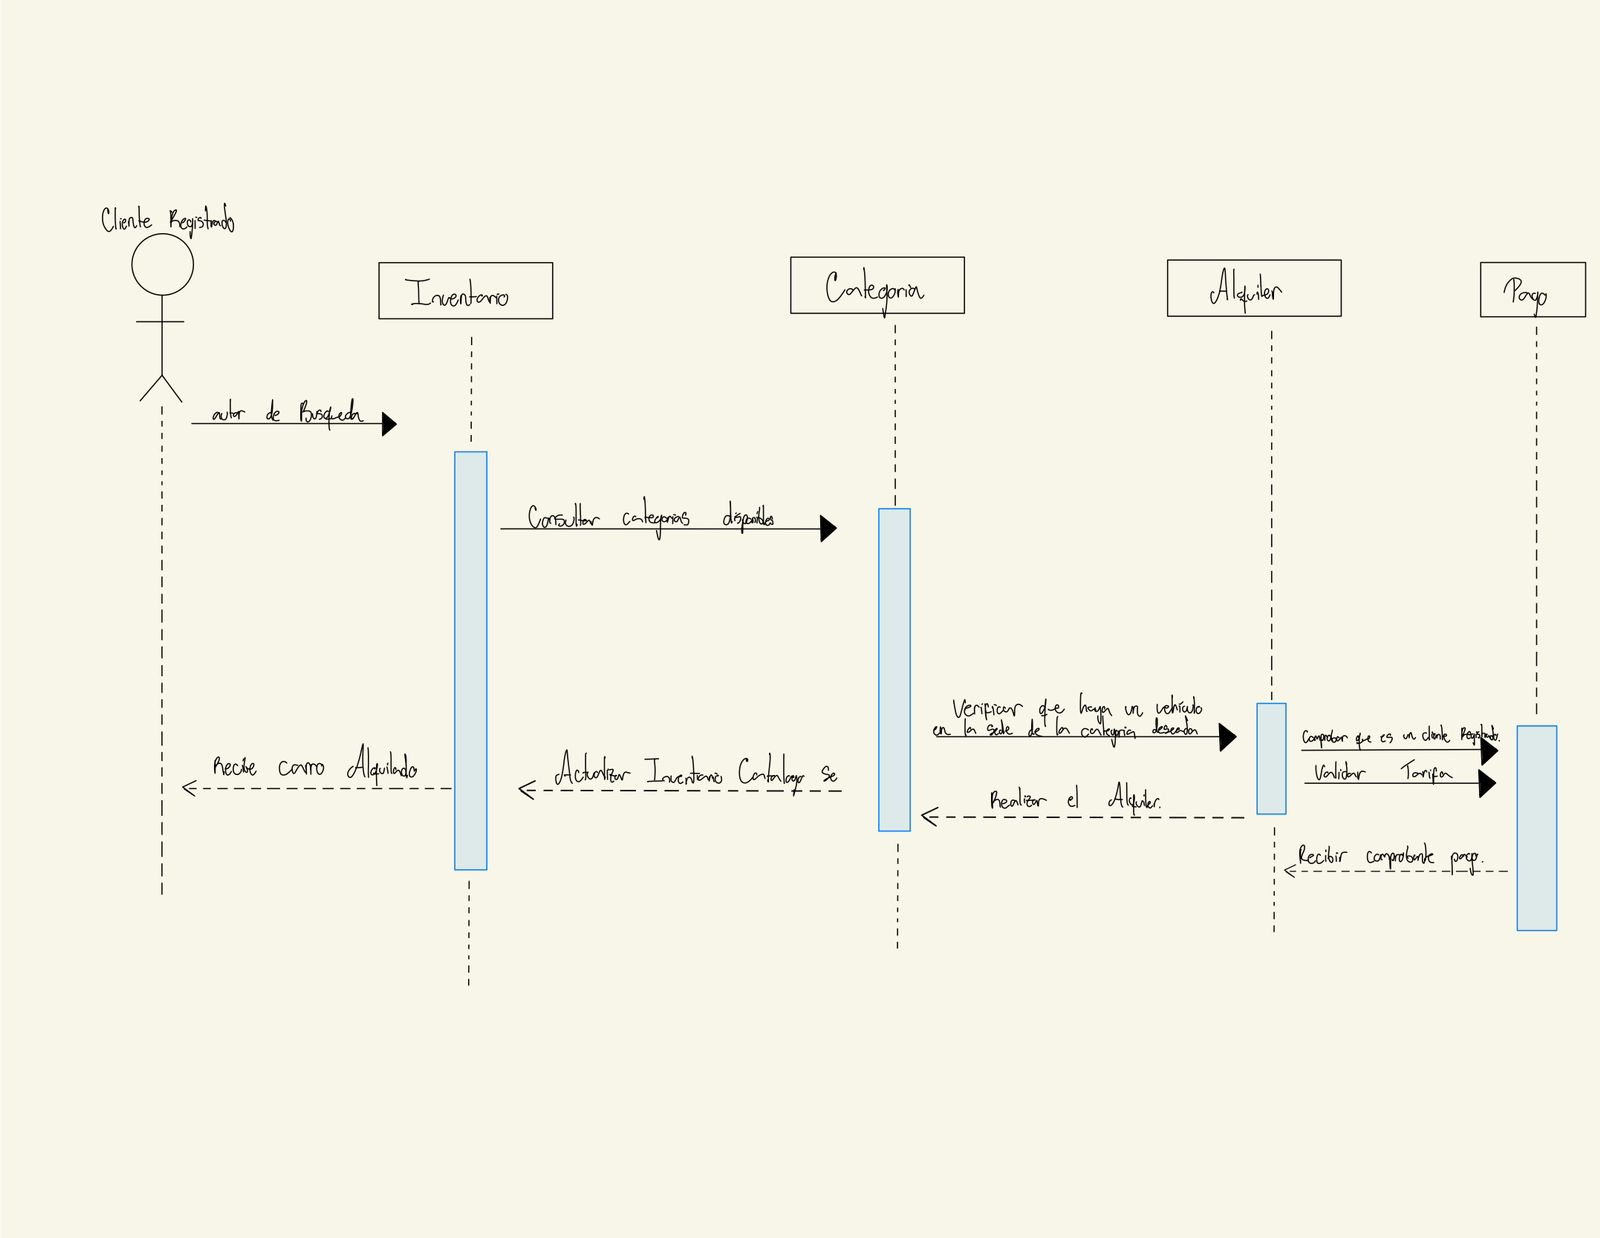 Cliente Registrado
Inventario
Categoria
Alquiler
Pago
autor de Busqueda
Consultar categorias disponibles
Verificar que haya un vehiculo
en la sede de la categoria deseada
Comprobar que es un cliente Registrado.
Validar Tarifa
Recibe carro Alquilado
Actualizar Inventario Catalogo se
Realizar el Alquiler.
Recibir comprobante pago.